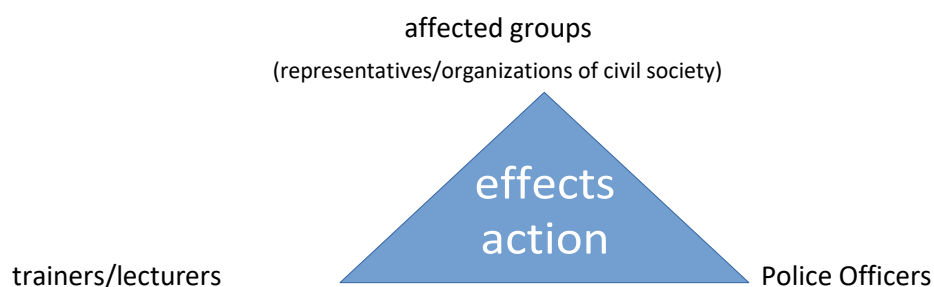 affected groups
(representatives/organizations of civil society)
effects
action
trainers/lecturers
Police Officers